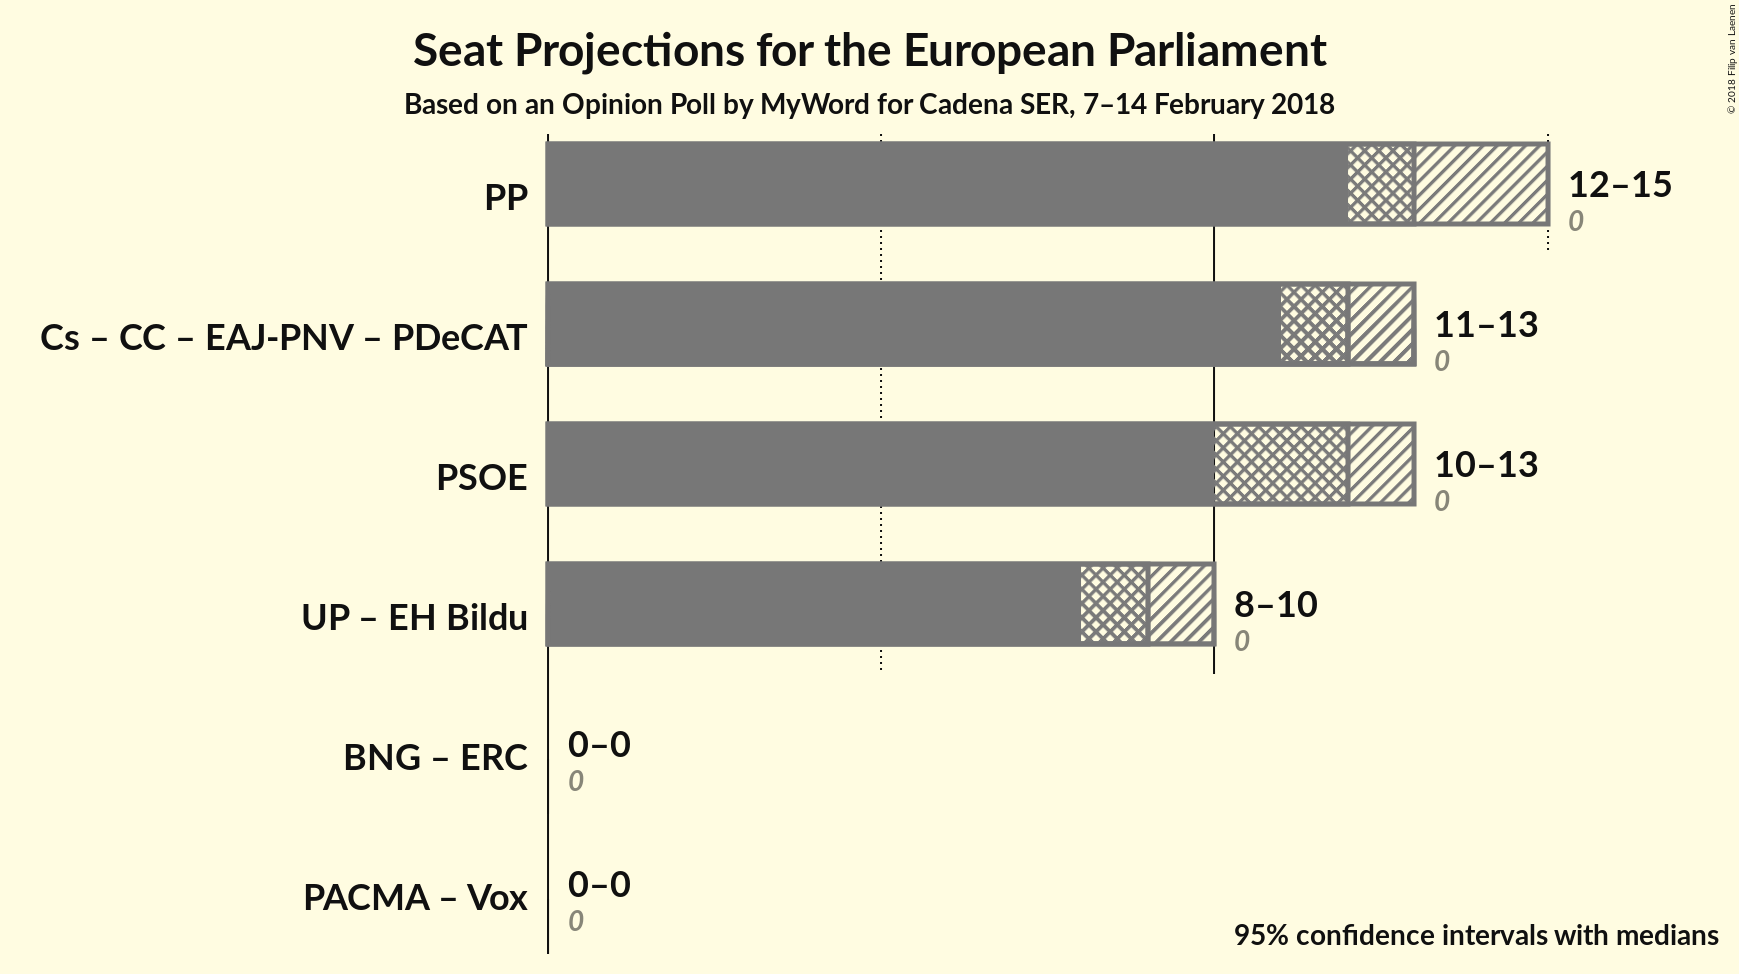 Seat Projections for the European Parliament
Based on an Opinion Poll by MyWord for Cadena SER, 7–14 February 2018
© 2018 Filip van Laenen
PP
12–15
0
Cs – CC – EAJ-PNV – PDeCAT
11–13
0
PSOE
10–13
0
UP – EH Bildu
8–10
0
BNG – ERC
0–0
0
PACMA – Vox
0–0
0
95% confidence intervals with medians